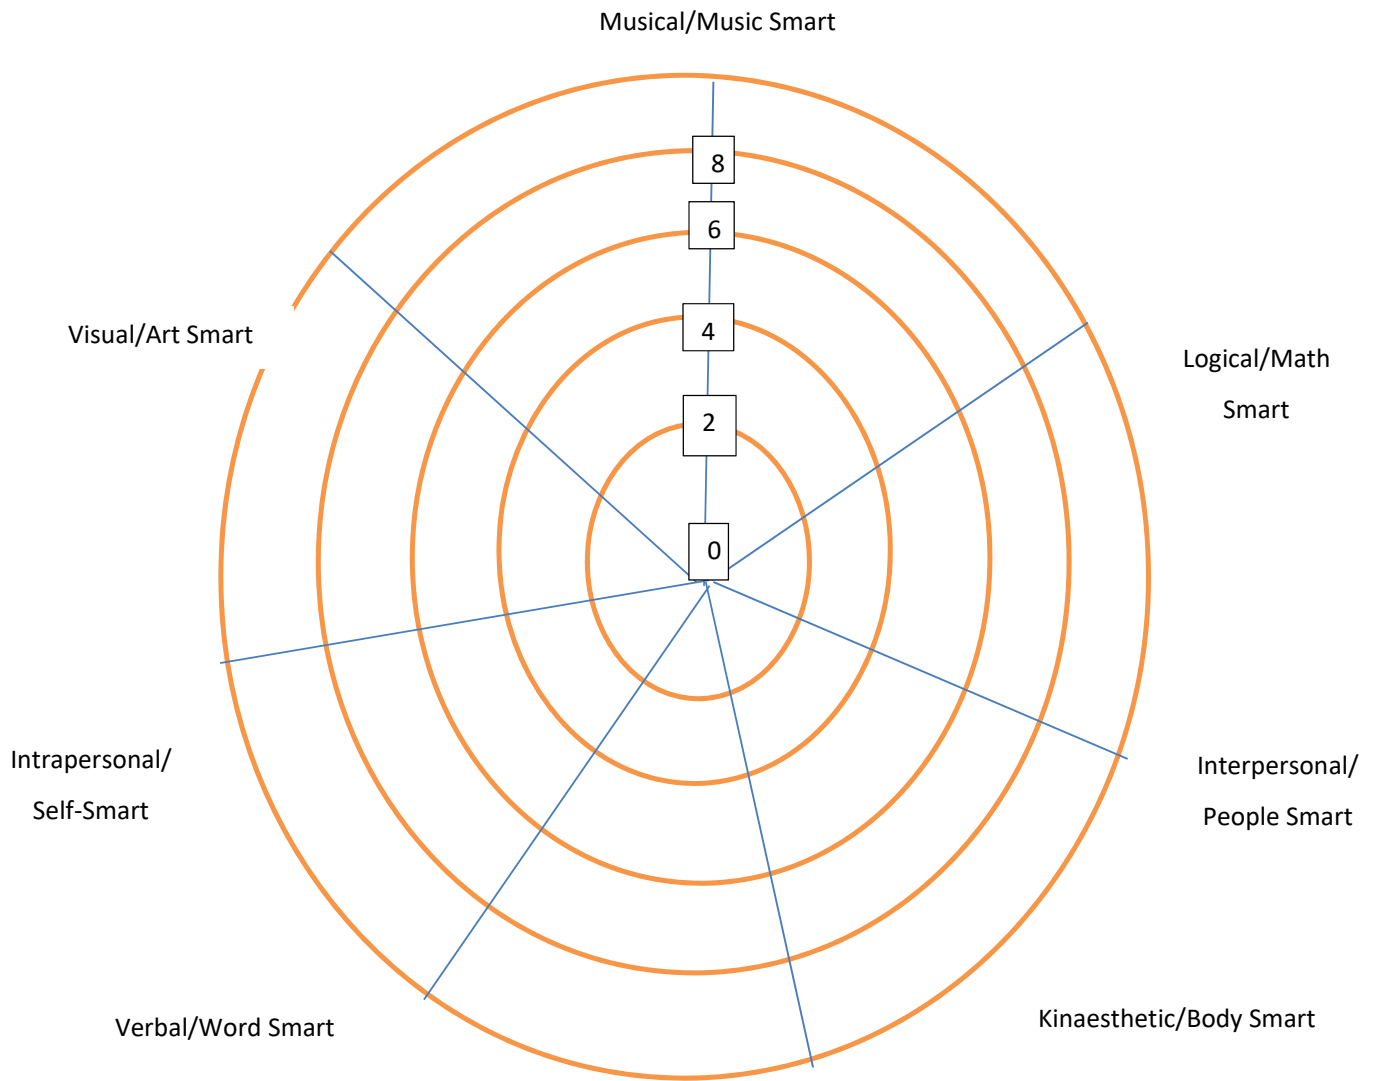 Musical/Music Smart
8
6
4
2
0
Visual/Art Smart
Logical/Math
Smart
Intrapersonal/
Self-Smart
Interpersonal/
People Smart
Verbal/Word Smart
Kinaesthetic/Body Smart